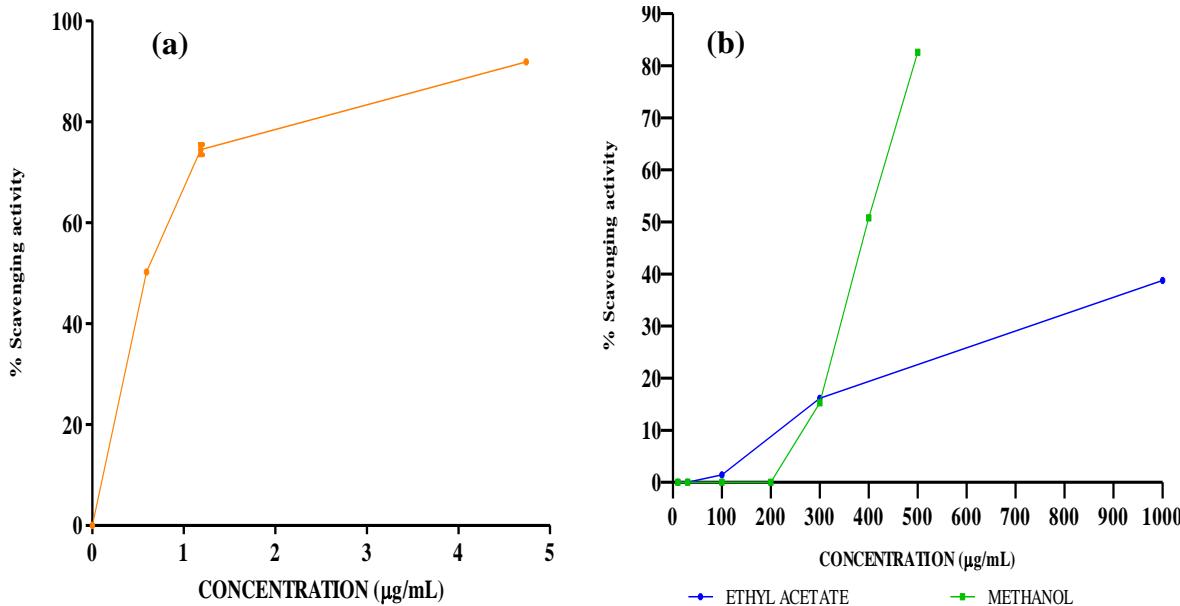 (a)
% Scavenging activity
100
80
60
40
20
0
0 1 2 3 4 5
CONCENTRATION (µg/mL)
(b)
% Scavenging activity
90
80
70
60
50
40
30
20
10
0
0 100 200 300 400 500 600 700 800 900 1000
CONCENTRATION (µg/mL)
ETHYL ACETATE METHANOL